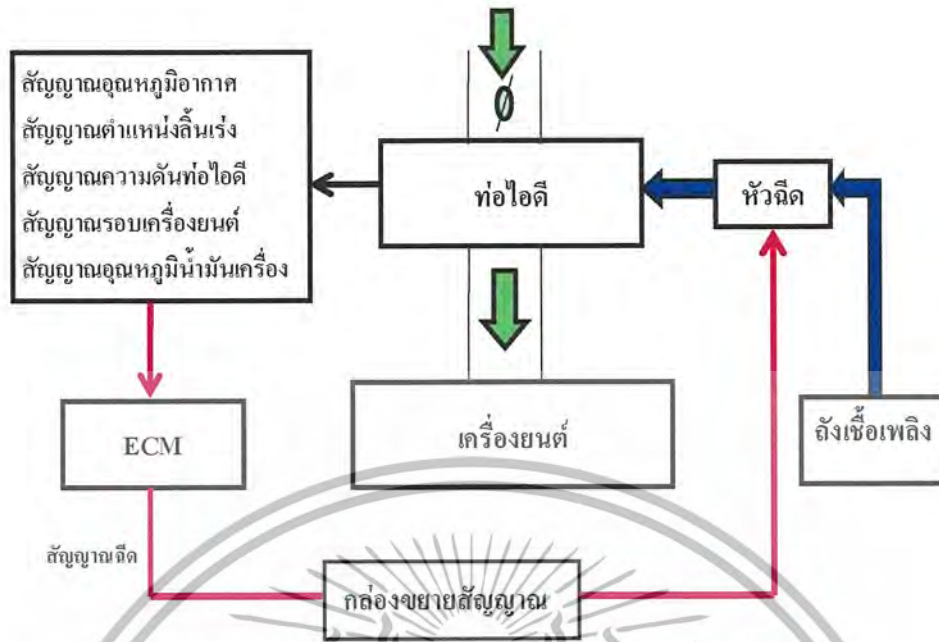 สัญญาณอุณหภูมิอากาศ
สัญญาณตำแหน่งลิ้นเร่ง
สัญญาณความดันท่อไอดี
สัญญาณรอบเครื่องยนต์
สัญญาณอุณหภูมิน้ำมันเครื่อง
ท่อไอดี
หัวฉีด
ECM
เครื่องยนต์
ถังเชื้อเพลิง
สัญญาณฉีด
กล่องขยายสัญญาณ